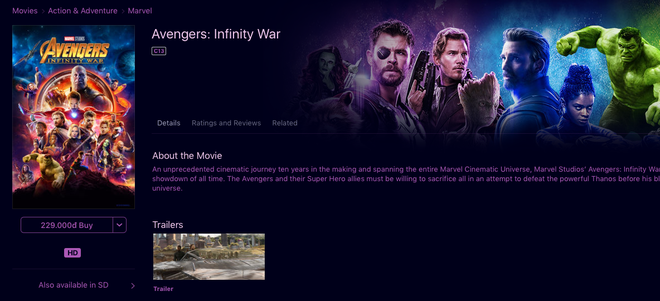 Movies > Action & Adventure > Marvel
MARVEL STUDIOS
AVENGERS
INFINITY WAR
Avengers: Infinity War
C13
Details Ratings and Reviews Related
About the Movie
An unprecedented cinematic journey ten years in the making and spanning the entire Marvel Cinematic Universe, Marvel Studios' Avengers: Infinity War
showdown of all time. The Avengers and their Super Hero allies must be willing to sacrifice all in an attempt to defeat the powerful Thanos before his bl
universe.
229.000đ Buy
HD
Also available in SD >
Trailers
Trailer